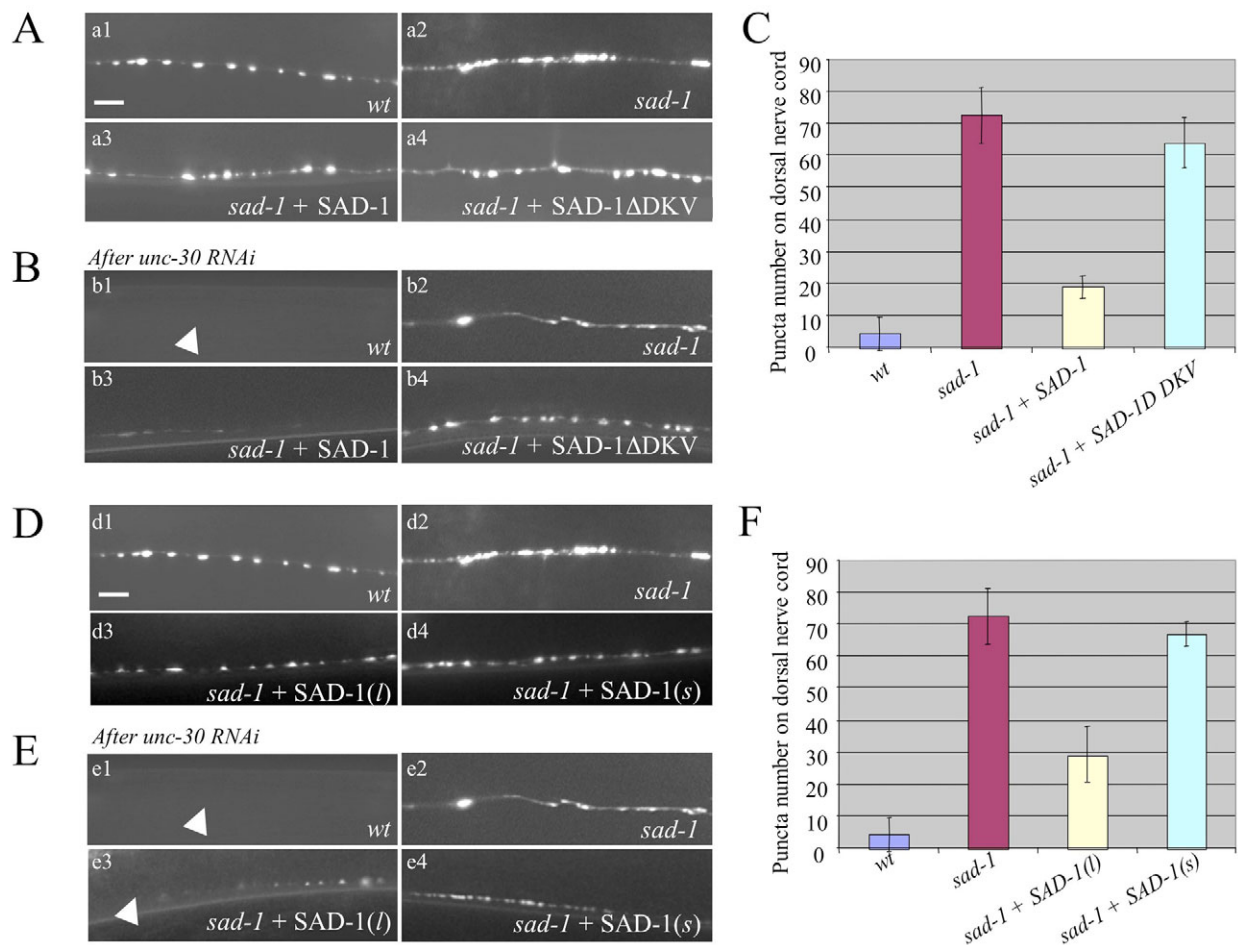 A
a1
wt
a2
sad-1
a3
sad-1 + SAD-1
a4
sad-1 + SAD-1ΔDKV
B
After unc-30 RNAi
b1
wt
b2
sad-1
b3
sad-1 + SAD-1
b4
sad-1 + SAD-1ΔDKV
C
Puncta number on dorsal nerve cord
90
80
70
60
50
40
30
20
10
0
wt
sad-1
sad-1 + SAD-1
sad-1 + SAD-1D DKV
D
d1
wt
d2
sad-1
d3
sad-1 + SAD-1(l)
d4
sad-1 + SAD-1(s)
E
After unc-30 RNAi
e1
wt
e2
sad-1
e3
sad-1 + SAD-1(l)
e4
sad-1 + SAD-1(s)
F
Puncta number on dorsal nerve cord
90
80
70
60
50
40
30
20
10
0
wt
sad-1
sad-1 + SAD-1(l)
sad-1 + SAD-1(s)